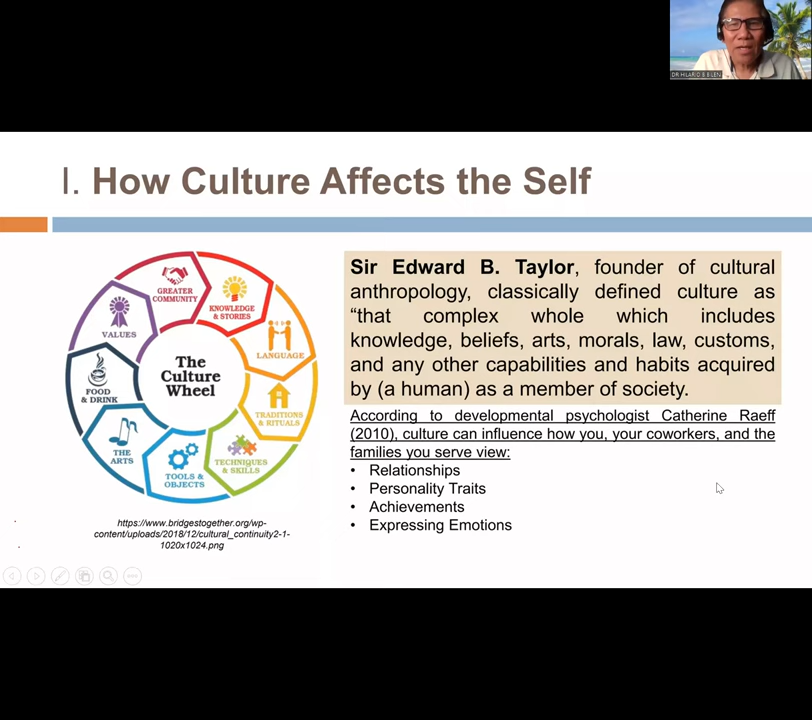 DR HILARIO B BLEN
I. How Culture Affects the Self
GREATER
COMMUNITY
KNOWLEDGE
& STORIES
VALUES
LANGUAGE
The
Culture
Wheel
FOOD
& DRINK
TRADITIONS
& RITUALS
THE
ARTS
TECHNIQUES
& SKILLS
TOOLS &
OBJECTS
https://www.bridgestogether.org/wp-
content/uploads/2018/12/cultural_continuity2-1-
1020x1024.png
Sir Edward B. Taylor, founder of cultural
anthropology, classically defined culture as
“that complex whole which includes
knowledge, beliefs, arts, morals, law, customs,
and any other capabilities and habits acquired
by (a human) as a member of society.
According to developmental psychologist Catherine Raeff
(2010), culture can influence how you, your coworkers, and the
families you serve view:
• Relationships
• Personality Traits
• Achievements
• Expressing Emotions